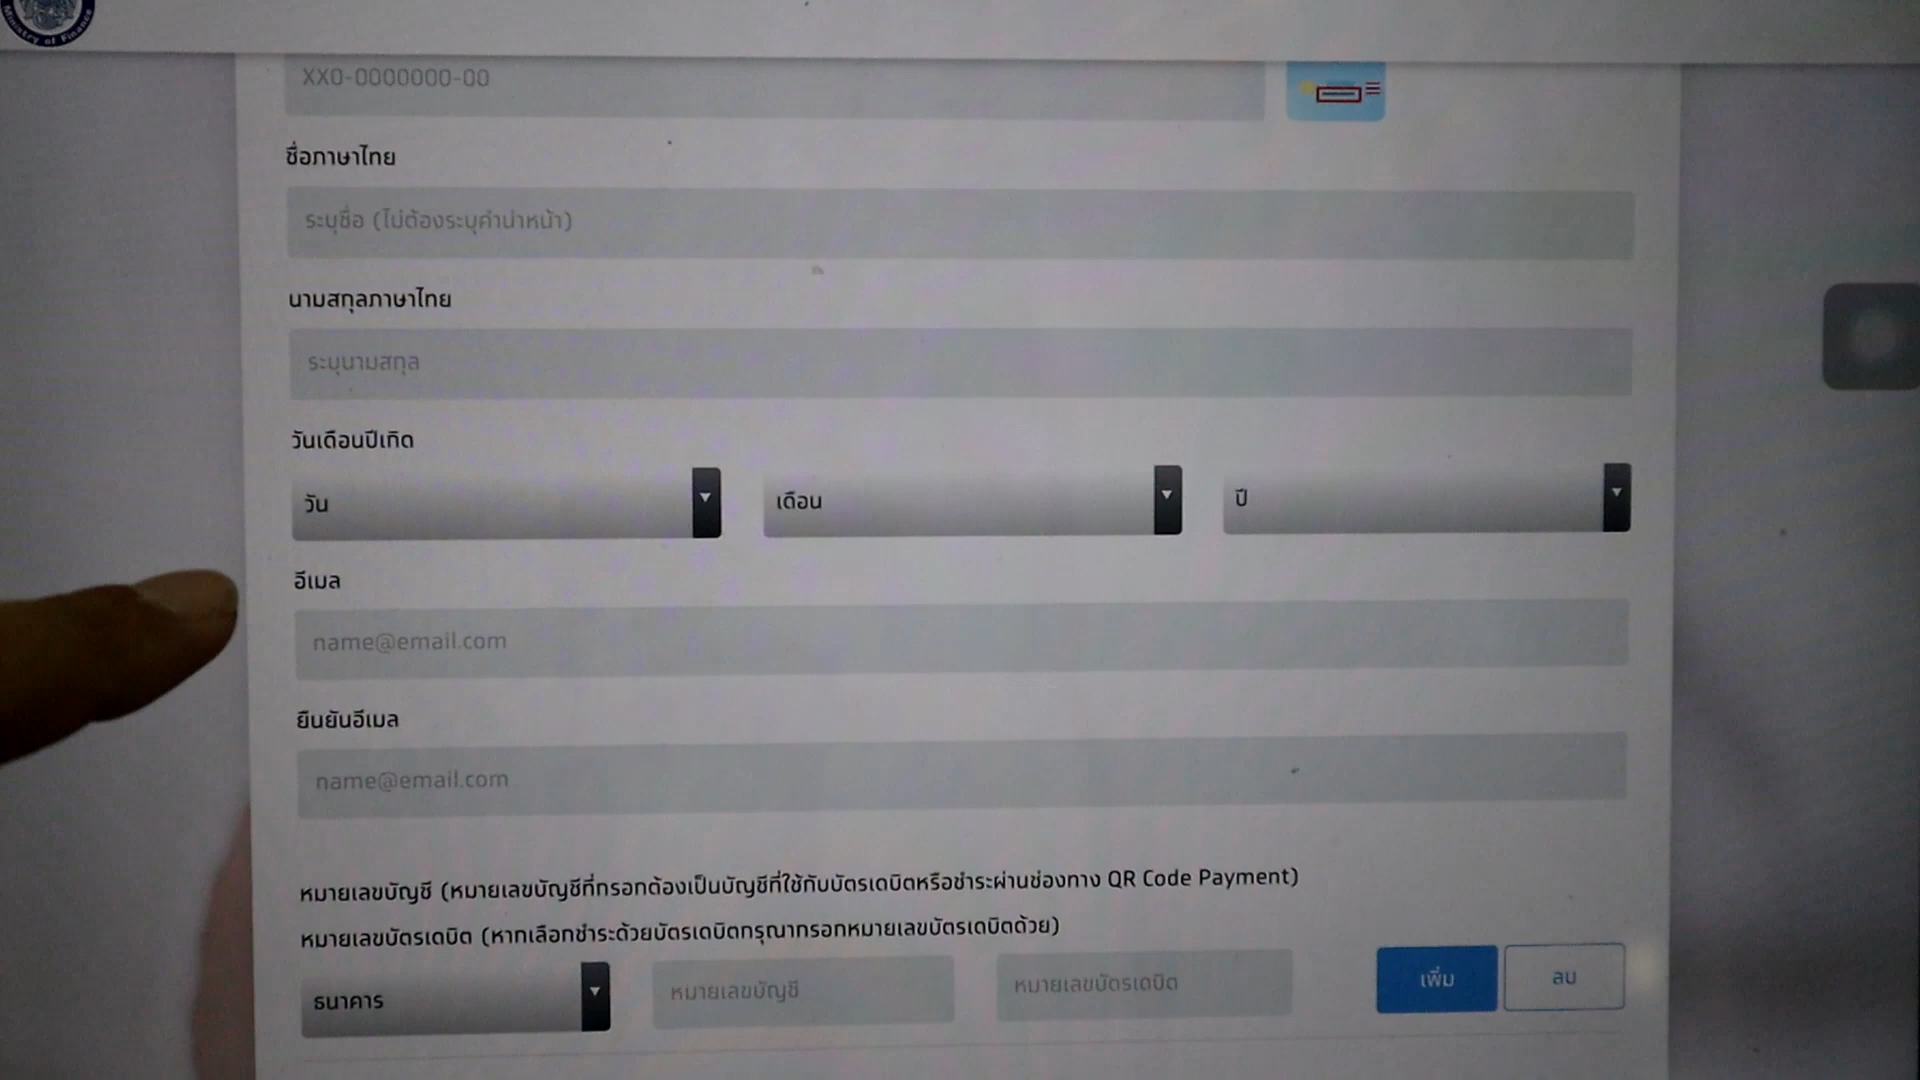 Ministry of Finance
XX0-0000000-00
ชื่อภาษาไทย
ระบุชื่อ (ไม่ต้องระบุคำนำหน้า)
นามสกุลภาษาไทย
ระบุนามสกุล
วันเดือนปีเกิด
วัน เดือน ปี
อีเมล
name@email.com
ยืนยันอีเมล
name@email.com
หมายเลขบัญชี (หมายเลขบัญชีที่กรอกต้องเป็นบัญชีที่ใช้กับบัตรเดบิตหรือชำระผ่านช่องทาง QR Code Payment)
หมายเลขบัตรเดบิต (หากเลือกชำระด้วยบัตรเดบิตกรุณากรอกหมายเลขบัตรเดบิตด้วย)
ธนาคาร หมายเลขบัญชี หมายเลขบัตรเดบิต เพิ่ม ลบ